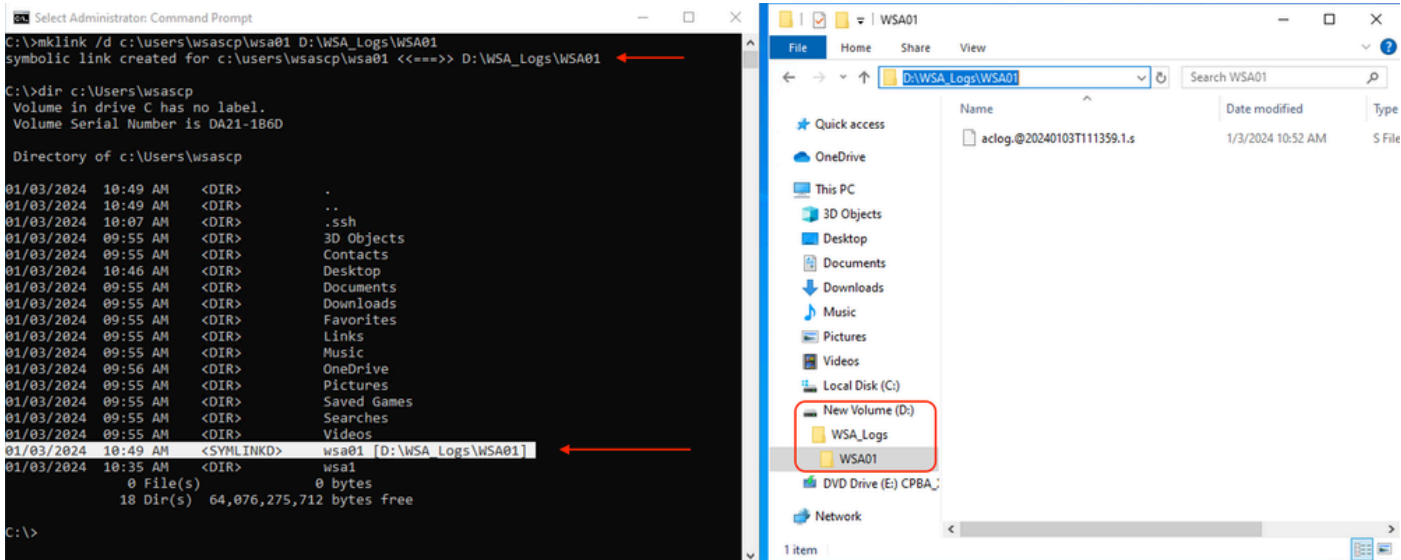 Select Administrator: Command Prompt
C:\>mklink /d c:\users\wsascp\wsa01 D:\WSA_Logs\WSA01
symbolic link created for c:\users\wsascp\wsa01 <<===>> D:\WSA_Logs\WSA01
C:\>dir c:\Users\wsascp
Volume in drive C has no label.
Volume Serial Number is DA21-1B6D
Directory of c:\Users\wsascp
01/03/2024 10:49 AM <DIR> .
01/03/2024 10:49 AM <DIR> ..
01/03/2024 10:07 AM <DIR> .ssh
01/03/2024 09:55 AM <DIR> 3D Objects
01/03/2024 09:55 AM <DIR> Contacts
01/03/2024 10:46 AM <DIR> Desktop
01/03/2024 09:55 AM <DIR> Documents
01/03/2024 09:55 AM <DIR> Downloads
01/03/2024 09:55 AM <DIR> Favorites
01/03/2024 09:55 AM <DIR> Links
01/03/2024 09:55 AM <DIR> Music
01/03/2024 09:56 AM <DIR> OneDrive
01/03/2024 09:55 AM <DIR> Pictures
01/03/2024 09:55 AM <DIR> Saved Games
01/03/2024 09:55 AM <DIR> Searches
01/03/2024 09:55 AM <DIR> Videos
01/03/2024 10:49 AM <SYMLINKD> wsa01 [D:\WSA_Logs\WSA01]
01/03/2024 10:35 AM <DIR> wsa1
0 File(s) 0 bytes
18 Dir(s) 64,076,275,712 bytes free
C:\>
WSA01
File Home Share View
D:\WSA_Logs\WSA01 Search WSA01
Name Date modified Type
aclog.@20240103T111359.1.s 1/3/2024 10:52 AM S File
Quick access
OneDrive
This PC
3D Objects
Desktop
Documents
Downloads
Music
Pictures
Videos
Local Disk (C:)
New Volume (D:)
WSA_Logs
WSA01
DVD Drive (E:) CPBA_
Network
1 item